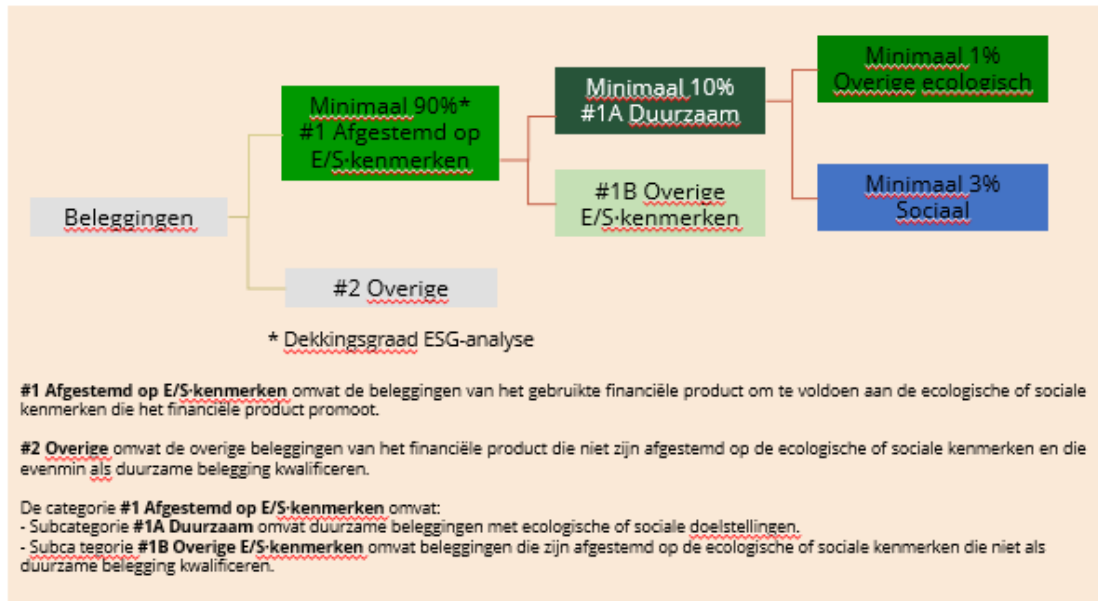 Minimaal 1%
Overige ecologisch
Minimaal 10%
#1A Duurzaam
Minimaal 90%*
#1 Afgestemd op
E/S-kenmerken
Minimaal 3%
Sociaal
#1B Overige
E/S-kenmerken
Beleggingen
#2 Overige
* Dekkingsgraad ESG-analyse
#1 Afgestemd op E/S-kenmerken omvat de beleggingen van het gebruikte financiële product om te voldoen aan de ecologische of sociale
kenmerken die het financiële product promoot.
#2 Overige omvat de overige beleggingen van het financiële product die niet zijn afgestemd op de ecologische of sociale kenmerken en die
evenmin als duurzame belegging kwalificeren.
De categorie #1 Afgestemd op E/S-kenmerken omvat:
- Subcategorie #1A Duurzaam omvat duurzame beleggingen met ecologische of sociale doelstellingen.
- Subca tegorie #1B Overige E/S-kenmerken omvat beleggingen die zijn afgestemd op de ecologische of sociale kenmerken die niet als
duurzame belegging kwalificeren.